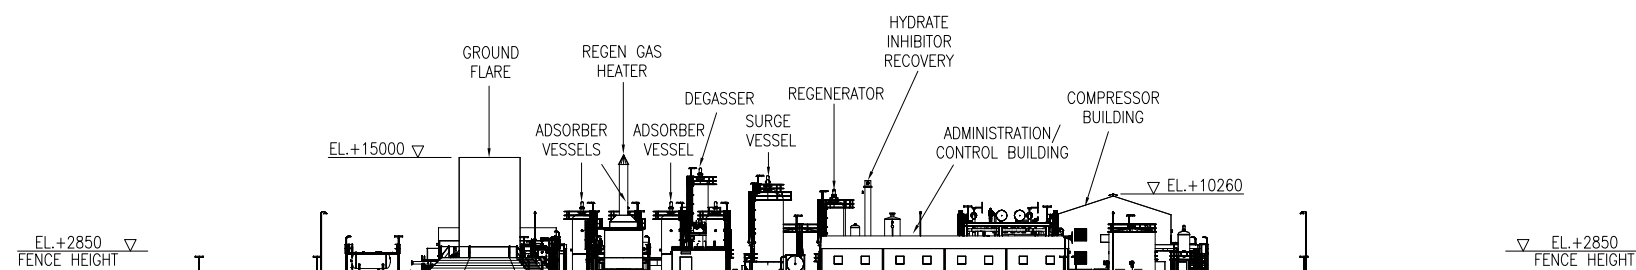 HYDRATE
INHIBITOR
RECOVERY
GROUND
FLARE
REGEN GAS
HEATER
DEGASSER
REGENERATOR
COMPRESSOR
BUILDING
SURGE
VESSEL
ADSORBER
VESSELS
ADSORBER
VESSEL
ADMINISTRATION/
CONTROL BUILDING
EL.+15000
EL.+10260
EL.+2850
FENCE HEIGHT
EL.+2850
FENCE HEIGHT